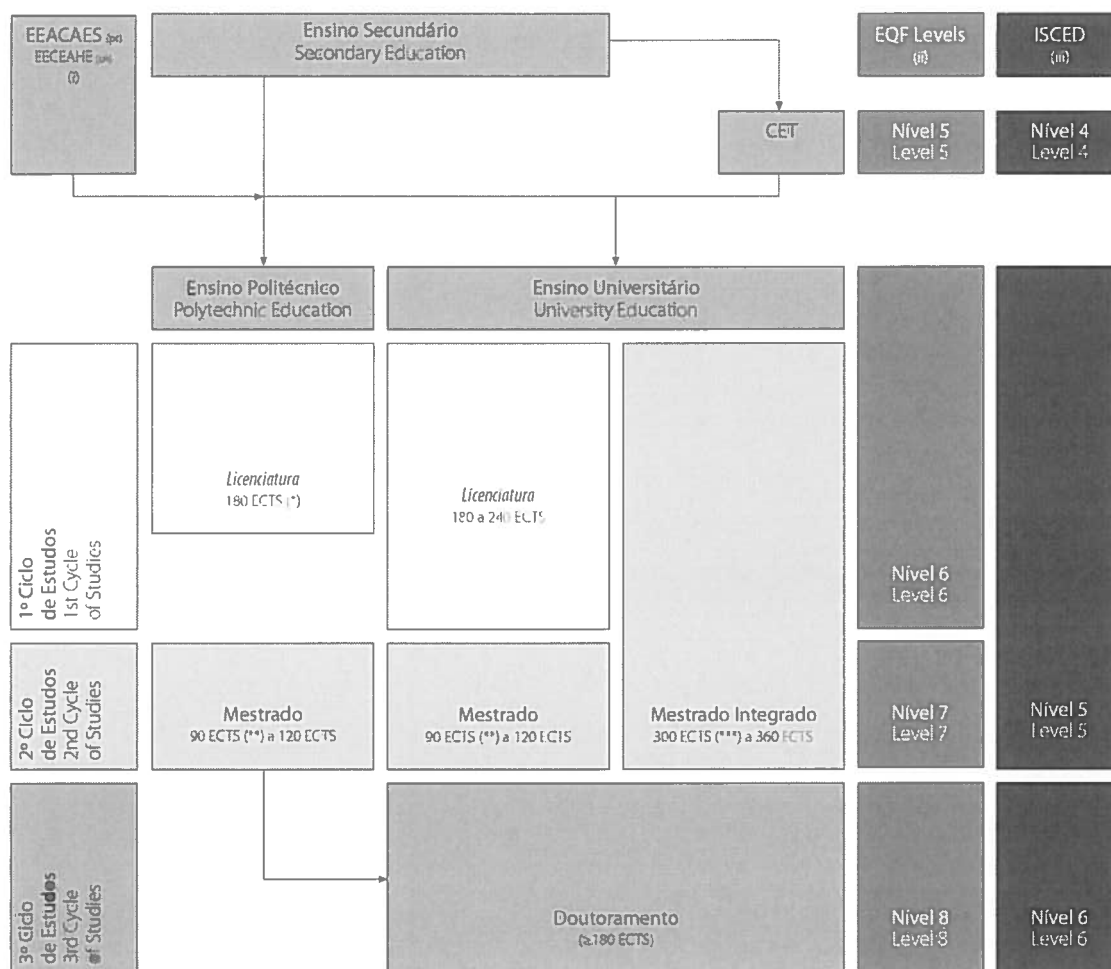 EEACAES (pt)
EECEAHE
(i)
Ensino Secundário
Secondary Education
EQF Levels
(ii)
ISCED
(iii)
CET
Nível 5
Level 5
Nível 4
Level 4
Ensino Politécnico
Polytechnic Education
Ensino Universitário
University Education
1º Ciclo
de Estudos
1st Cycle
of Studies
Licenciatura
180 ECTS (*)
Licenciatura
180 a 240 ECTS
Nível 6
Level 6
2º Ciclo
de Estudos
2nd Cycle
of Studies
Mestrado
90 ECTS (**) a 120 ECTS
Mestrado
90 ECTS (**) a 120 ECTS
Mestrado Integrado
300 ECTS (***) a 360 ECTS
Nível 7
Level 7
Nível 5
Level 5
3º Ciclo
de Estudos
3rd Cycle
of Studies
Doutoramento
(≥180 ECTS)
Nível 8
Level 8
Nível 6
Level 6